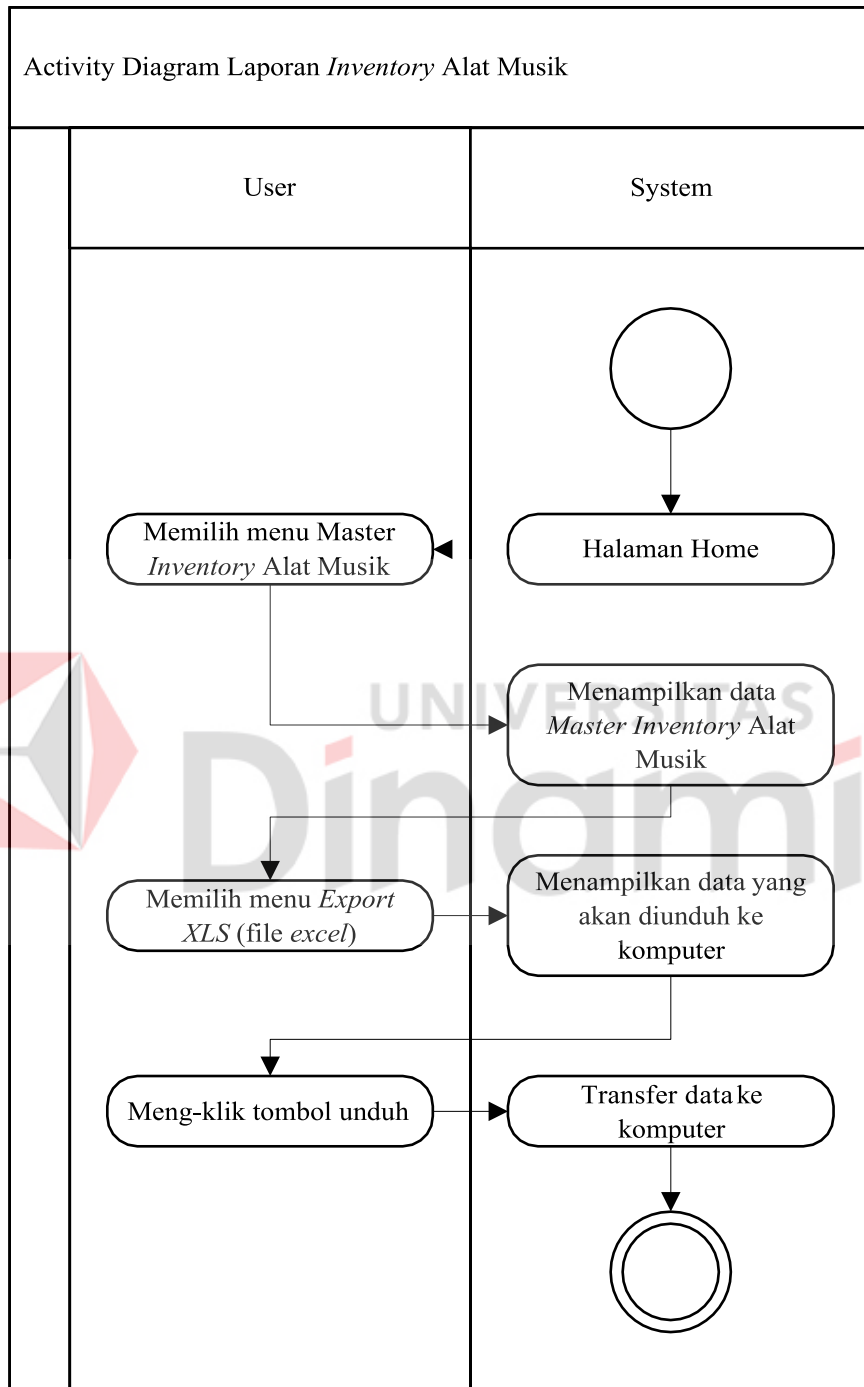 Activity Diagram Laporan Inventory Alat Musik
User
System
Halaman Home
Memilih menu Master
Inventory Alat Musik
Menampilkan data
Master Inventory Alat
Musik
Memilih menu Export
XLS (file excel)
Menampilkan data yang
akan diunduh ke
komputer
Meng-klik tombol unduh
Transfer data ke
komputer
UNIVERSITAS
Dinami